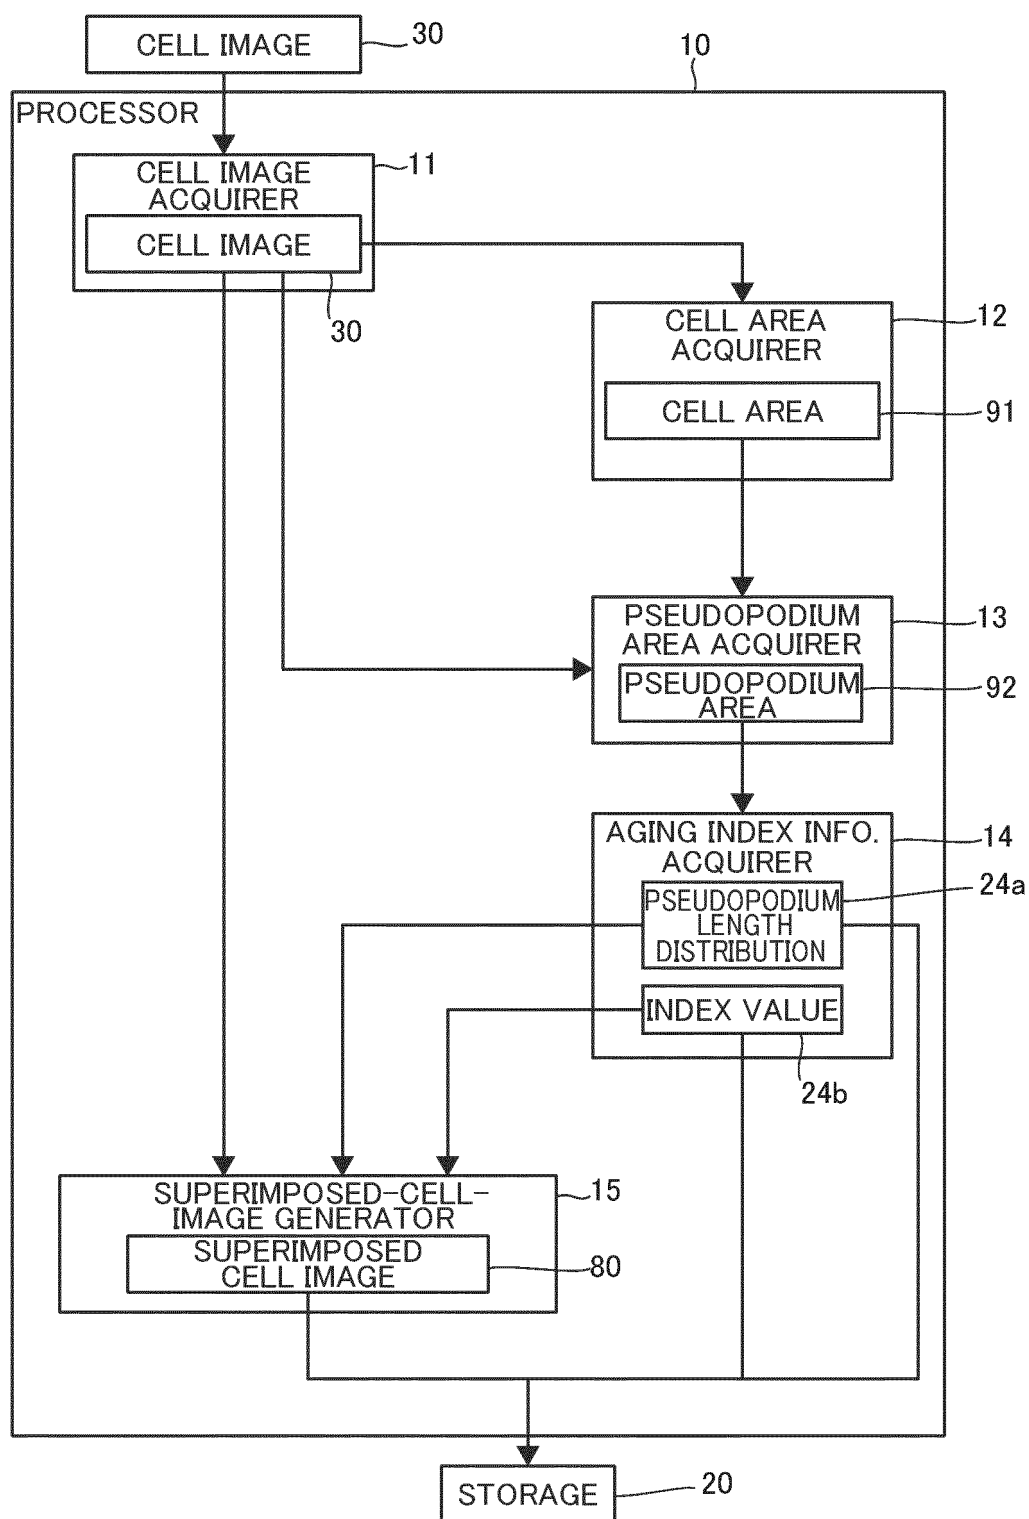 CELL IMAGE
30
10
PROCESSOR
CELL IMAGE
ACQUIRER
11
CELL IMAGE
30
CELL AREA
ACQUIRER
12
CELL AREA
91
PSEUDOPODIUM
AREA ACQUIRER
13
PSEUDOPODIUM
AREA
92
AGING INDEX INFO.
ACQUIRER
14
PSEUDOPODIUM
LENGTH
DISTRIBUTION
24a
INDEX VALUE
24b
SUPERIMPOSED-CELL-
IMAGE GENERATOR
15
SUPERIMPOSED
CELL IMAGE
80
STORAGE
20